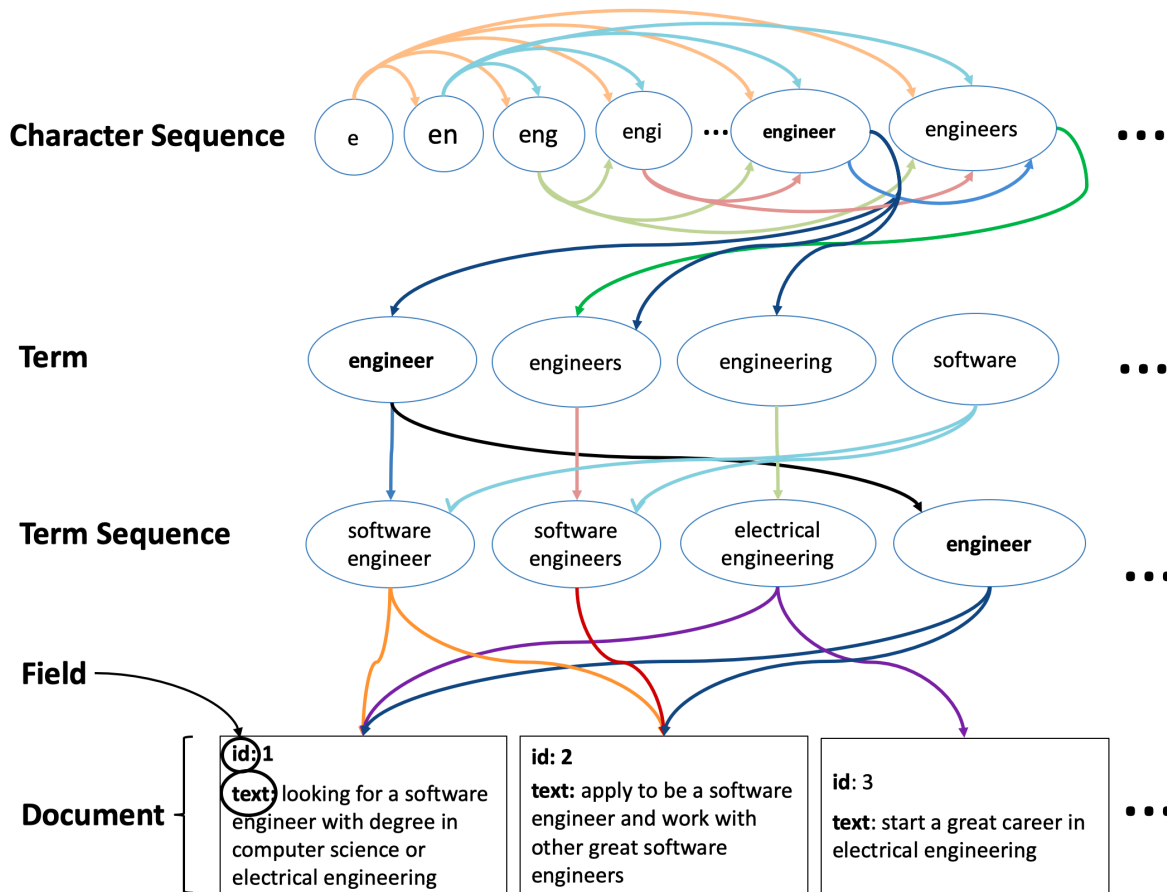 Character Sequence
e
en
eng
engi
...
engineer
engineers
...
Term
engineer
engineers
engineering
software
...
Term Sequence
software
engineer
software
engineers
electrical
engineering
engineer
...
Field
Document
id: 1
text: looking for a software
engineer with degree in
computer science or
electrical engineering
id: 2
text: apply to be a software
engineer and work with
other great software
engineers
id: 3
text: start a great career in
electrical engineering
...